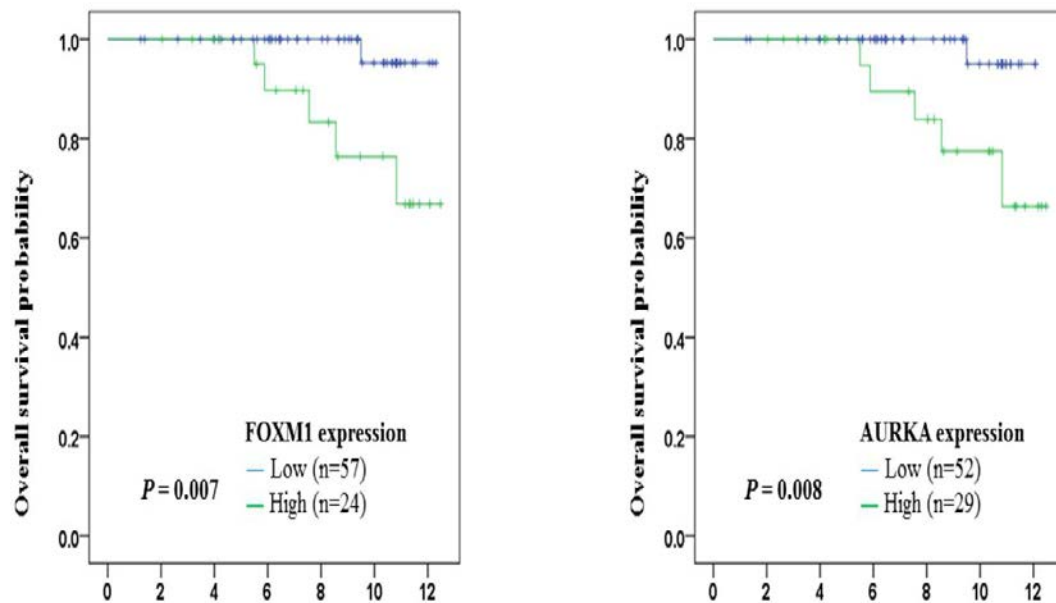 Overall survival probability
1.0
0.8
0.6
0.4
0.2
0.0
FOXM1 expression
Low (n=57)
P = 0.007
High (n=24)
0 2 4 6 8 10 12
Overall survival probability
1.0
0.8
0.6
0.4
0.2
0.0
AURKA expression
Low (n=52)
P = 0.008
High (n=29)
0 2 4 6 8 10 12